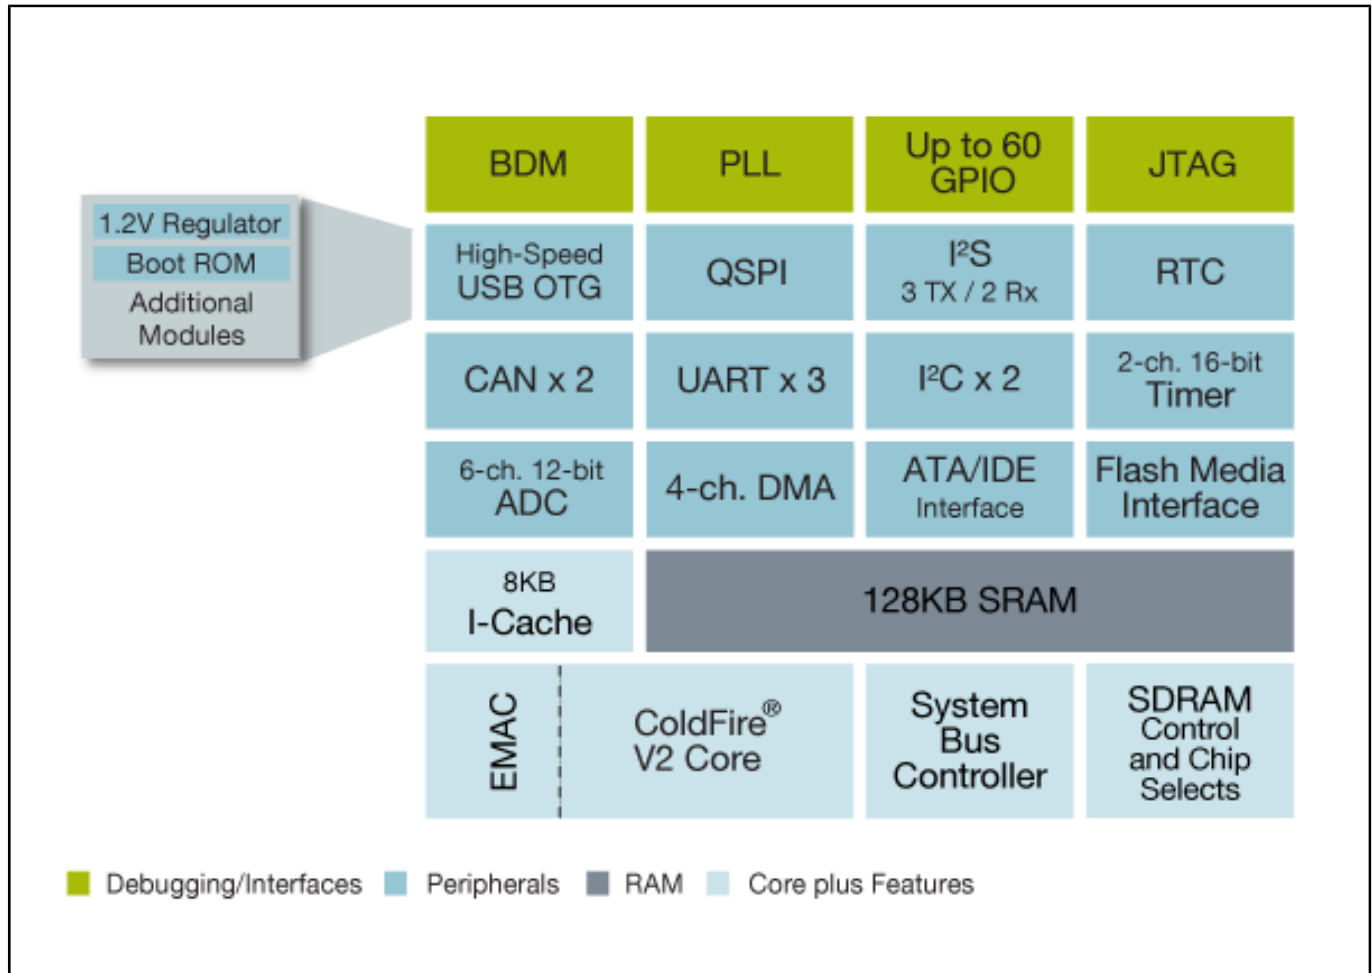 BDM
PLL
Up to 60
GPIO
JTAG
1.2V Regulator
Boot ROM
Additional
Modules
High-Speed
USB OTG
QSPI
I²S
3 TX / 2 Rx
RTC
CAN x 2
UART x 3
I²C x 2
2-ch. 16-bit
Timer
6-ch. 12-bit
ADC
4-ch. DMA
ATA/IDE
Interface
Flash Media
Interface
8KB
I-Cache
128KB SRAM
EMAC
ColdFire®
V2 Core
System
Bus
Controller
SDRAM
Control
and Chip
Selects
Debugging/Interfaces
Peripherals
RAM
Core plus Features